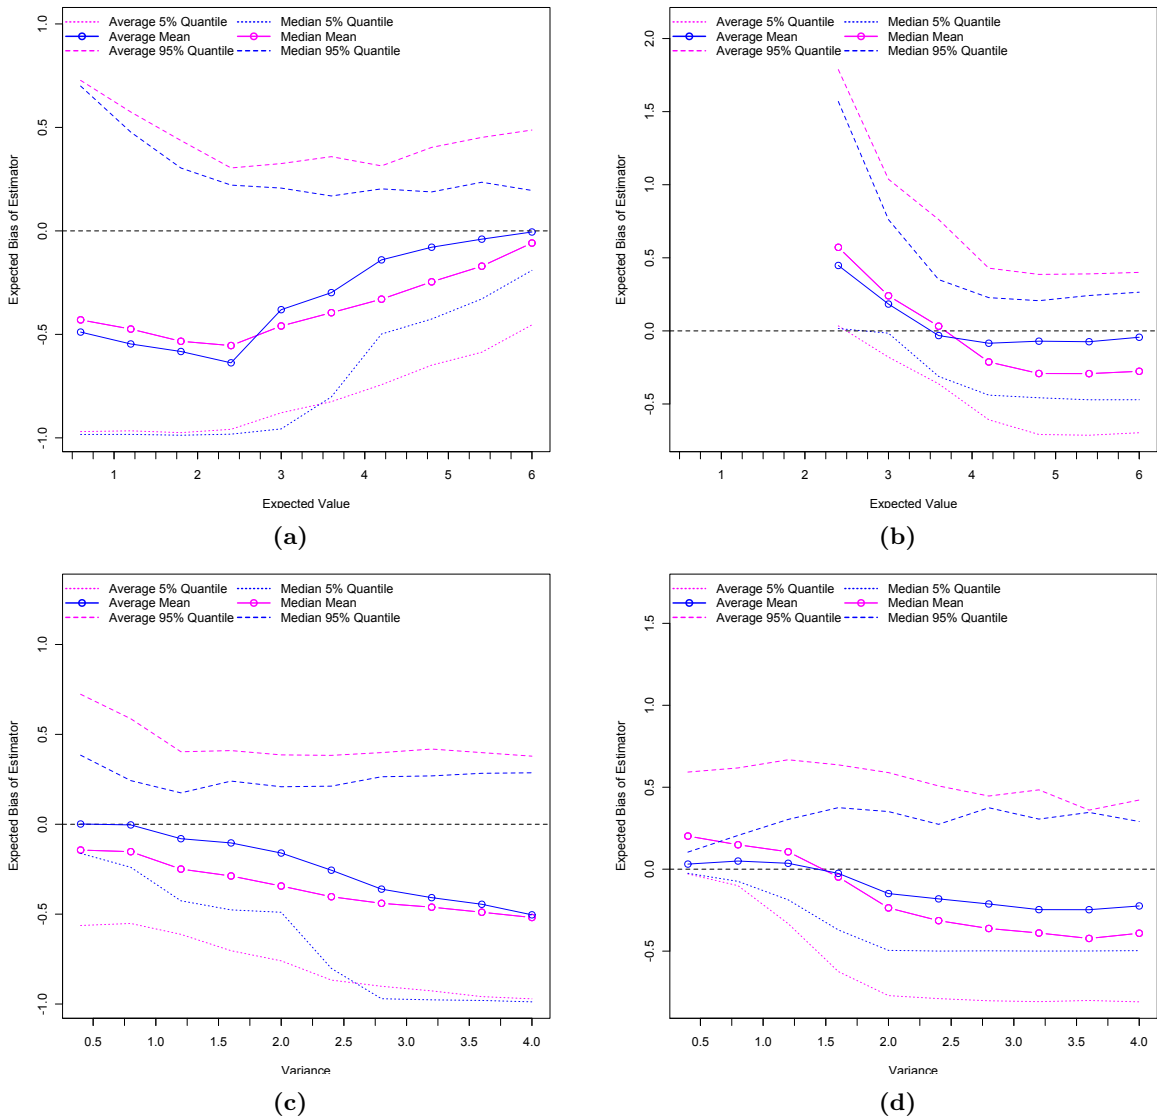 Average 5% Quantile Median 5% Quantile
Average Mean Median Mean
Average 95% Quantile Median 95% Quantile
1.0
0.5
0.0
-0.5
-1.0
Expected Bias of Estimator
1 2 3 4 5 6
Expected Value
(a)
Average 5% Quantile Median 5% Quantile
Average Mean Median Mean
Average 95% Quantile Median 95% Quantile
2.0
1.5
1.0
0.5
0.0
-0.5
Expected Bias of Estimator
1 2 3 4 5 6
Expected Value
(b)
Average 5% Quantile Median 5% Quantile
Average Mean Median Mean
Average 95% Quantile Median 95% Quantile
1.0
0.5
0.0
-0.5
-1.0
Expected Bias of Estimator
0.5 1.0 1.5 2.0 2.5 3.0 3.5 4.0
Variance
(c)
Average 5% Quantile Median 5% Quantile
Average Mean Median Mean
Average 95% Quantile Median 95% Quantile
1.5
1.0
0.5
0.0
-0.5
Expected Bias of Estimator
0.5 1.0 1.5 2.0 2.5 3.0 3.5 4.0
Variance
(d)